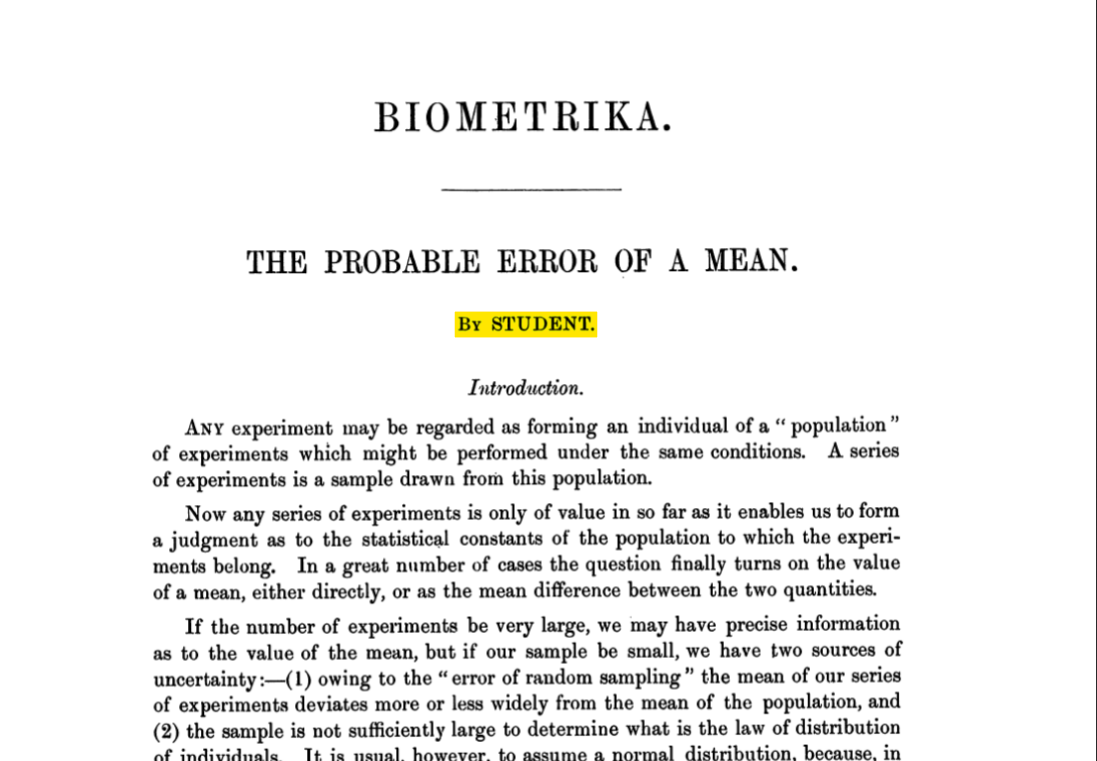 BIOMETRIKA.
THE PROBABLE ERROR OF A MEAN.
By STUDENT.
Introduction.
ANY experiment may be regarded as forming an individual of a “ population ”
of experiments which might be performed under the same conditions. A series
of experiments is a sample drawn from this population.
Now any series of experiments is only of value in so far as it enables us to form
a judgment as to the statistical constants of the population to which the experi-
ments belong. In a great number of cases the question finally turns on the value
of a mean, either directly, or as the mean difference between the two quantities.
If the number of experiments be very large, we may have precise information
as to the value of the mean, but if our sample be small, we have two sources of
uncertainty:—(1) owing to the “error of random sampling” the mean of our series
of experiments deviates more or less widely from the mean of the population, and
(2) the sample is not sufficiently large to determine what is the law of distribution
of individuals. It is usual, however, to assume a normal distribution, because, in